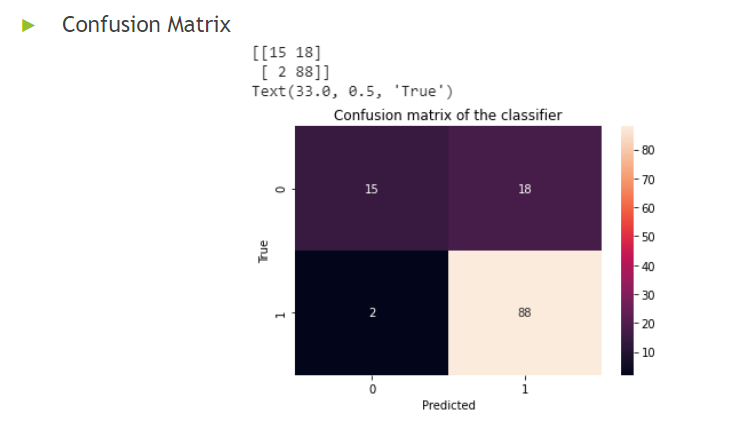 Confusion Matrix
[[15 18]
[ 2 88]]
Text(33.0, 0.5, 'True')
Confusion matrix of the classifier
0
15
18
True
1
2
88
0
1
Predicted
80
70
60
50
40
30
20
10